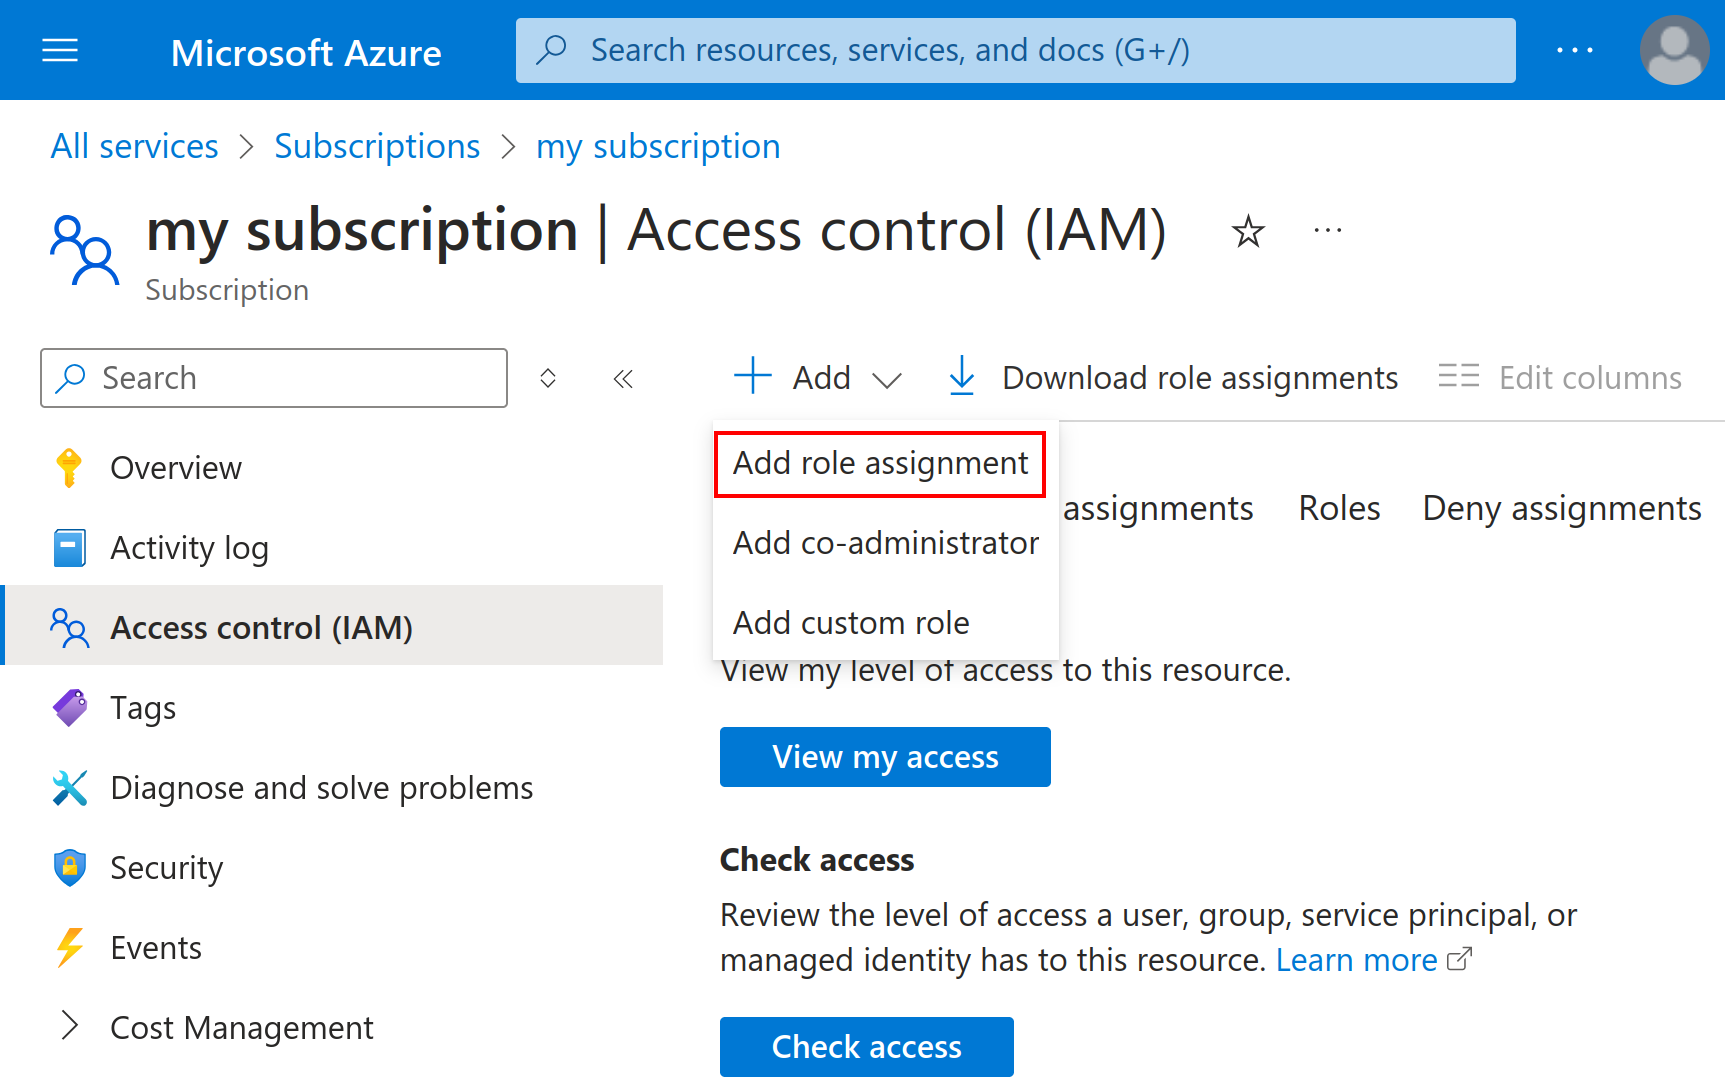 Microsoft Azure
Search resources, services, and docs (G+/)
All services > Subscriptions > my subscription
my subscription | Access control (IAM)
Subscription
Search
Overview
Activity log
Access control (IAM)
Tags
Diagnose and solve problems
Security
Events
Cost Management
Add
Download role assignments
Edit columns
Add role assignment
Add co-administrator
Add custom role
assignments
Roles
Deny assignments
View my level of access to this resource.
View my access
Check access
Review the level of access a user, group, service principal, or
managed identity has to this resource. Learn more
Check access